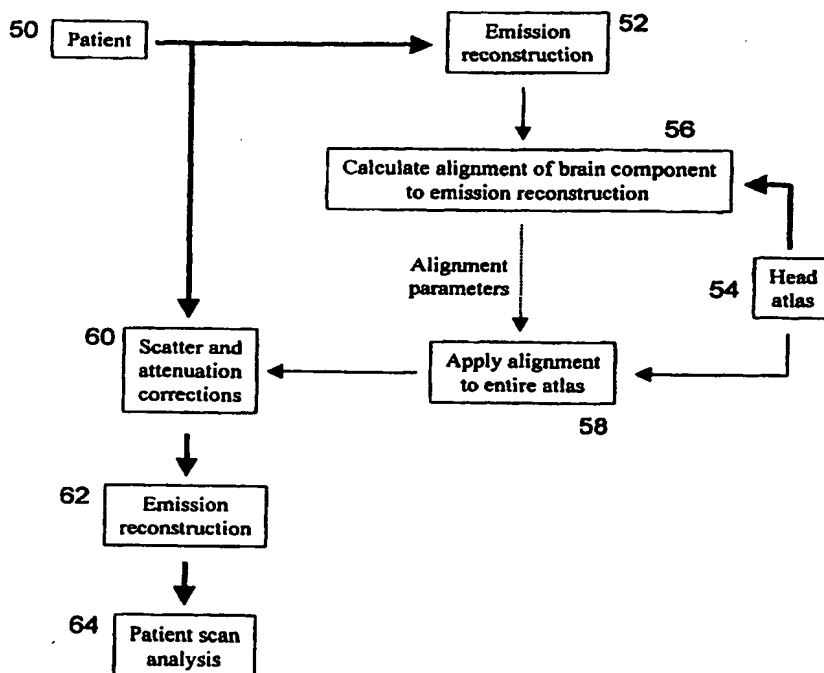 50
Patient
Emission
reconstruction
52
56
Calculate alignment of brain component
to emission reconstruction
Alignment
parameters
54
Head
atlas
60
Scatter and
attenuation
corrections
Apply alignment
to entire atlas
58
62
Emission
reconstruction
64
Patient scan
analysis